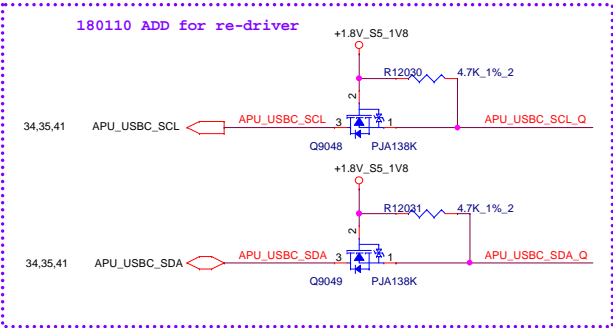 180110 ADD for re-driver
+1.8V_S5_1V8
R12030 4.7K_1%_2
2
34,35,41 APU_USBC_SCL APU_USBC_SCL 3 1 APU_USBC_SCL_Q
Q9048 PJA138K
+1.8V_S5_1V8
R12031 4.7K_1%_2
2
34,35,41 APU_USBC_SDA APU_USBC_SDA 3 1 APU_USBC_SDA_Q
Q9049 PJA138K